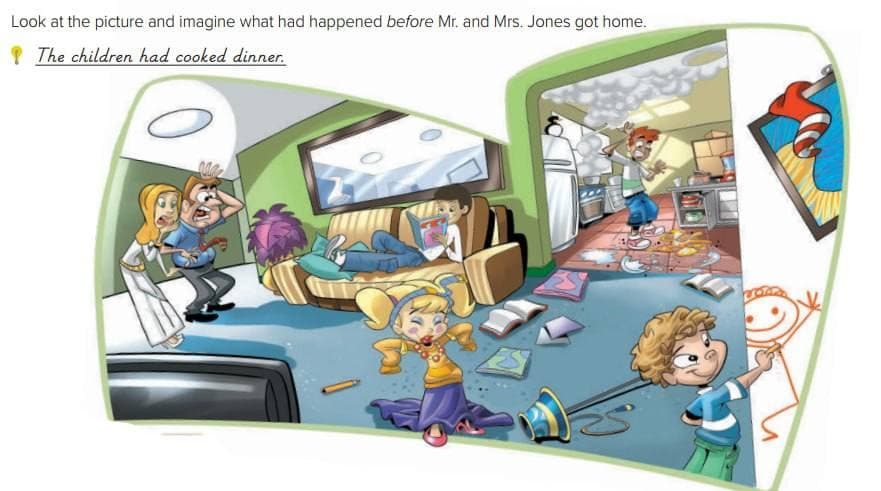 Look at the picture and imagine what had happened before Mr. and Mrs. Jones got home.
The children had cooked dinner.